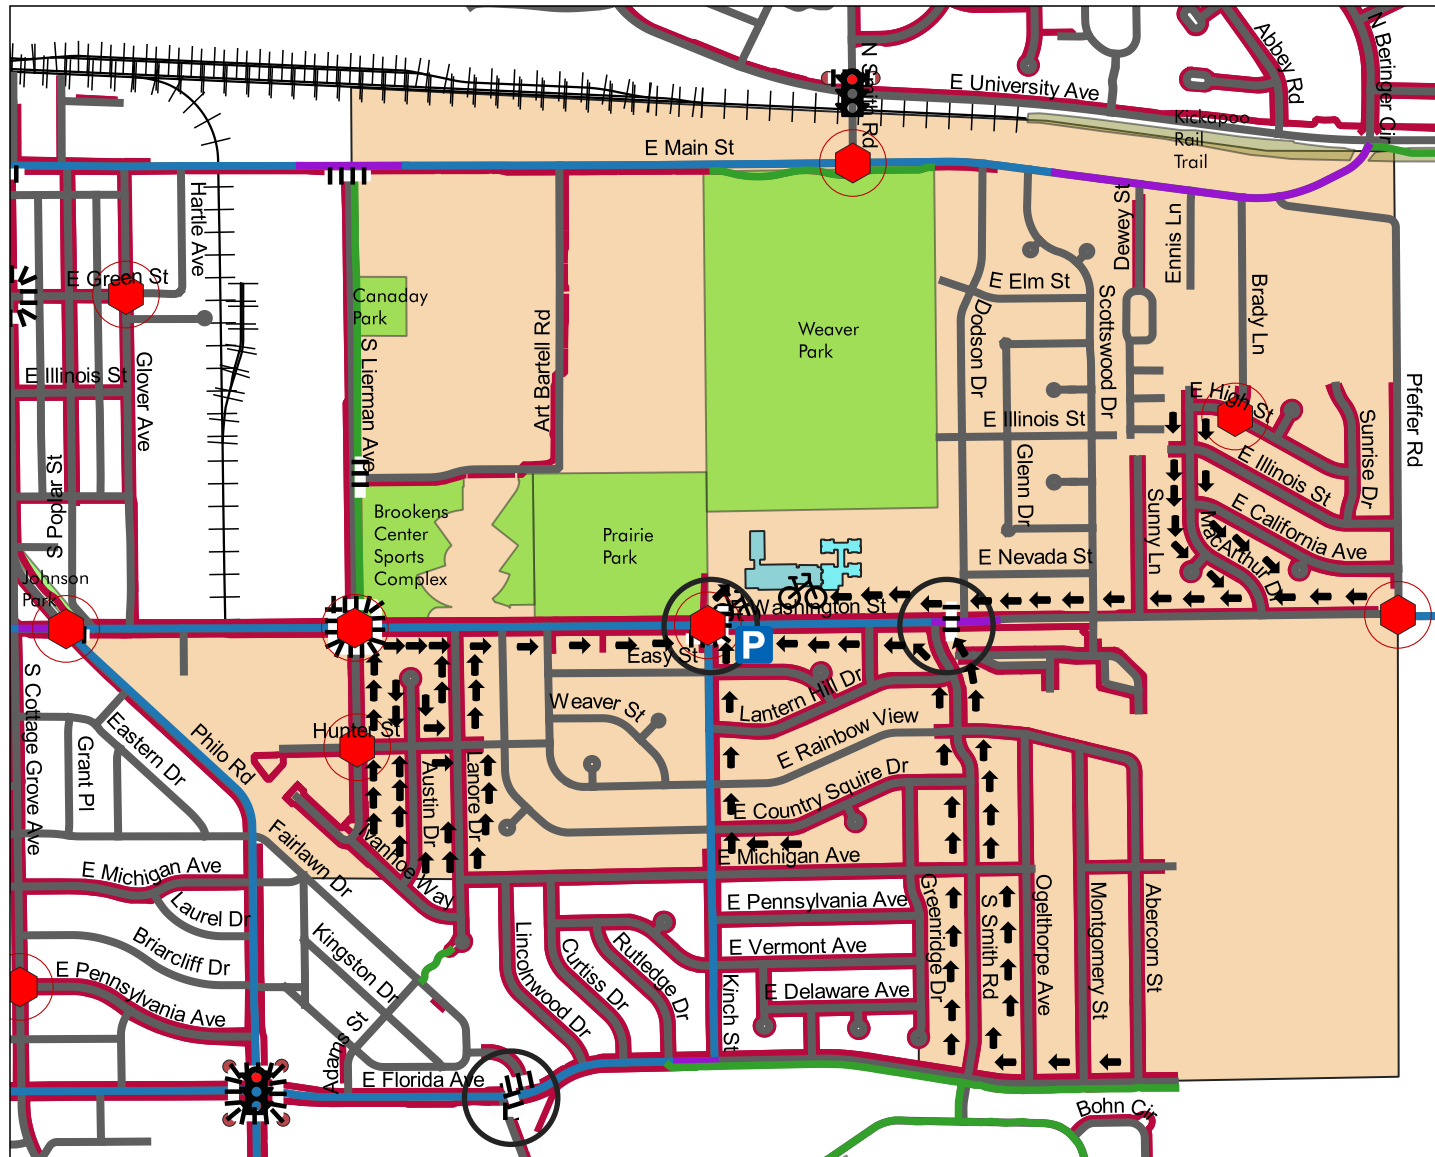 N Smith Rd
E University Ave
Abbey Rd
N Beringer Cir
Kickapoo
Rail
Trail
E Main St
Hartle Ave
Dewey St
Ennis Ln
E Green St
Canaday
Park
E Elm St
Scottswood Dr
Brady Ln
Dodson Dr
Weaver
Park
Art Bartell Rd
S Lierman Ave
Glover Ave
E Illinois St
Pfeffer Rd
E High St
Sunrise Dr
E Illinois St
E Illinois St
Glenn Dr
S Poplar St
Sunny Ln
MacArthur Dr
E California Ave
Brookens
Center
Sports
Complex
Prairie
Park
E Nevada St
Johnson
Park
E Washington St
P
Easy St
S Cottage Grove Ave
Grant Pl
Eastern Dr
Philo Rd
Hunter St
Weaver St
Lantern Hill Dr
E Rainbow View
Austin Dr
Lanore Dr
E Country Squire Dr
Fairlawn Dr
Ivanhoe Way
E Michigan Ave
E Michigan Ave
Laurel Dr
Briarcliff Dr
E Pennsylvania Ave
Kingston Dr
Lincolnwood Dr
Curtiss Dr
Rutledge Dr
Kinch St
E Pennsylvania Ave
E Vermont Ave
E Delaware Ave
Greenridge Dr
S Smith Rd
Ogelthorpe Ave
Montgomery St
Abercorn St
Adams St
E Florida Ave
Bohn Cir